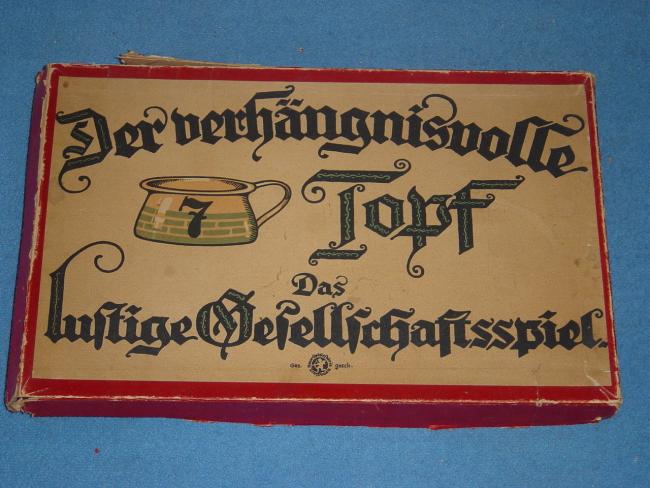 Der verhängnisvolle
7
Topf
Das
lustige Gesellschaftsspiel.
Ges. gesch.